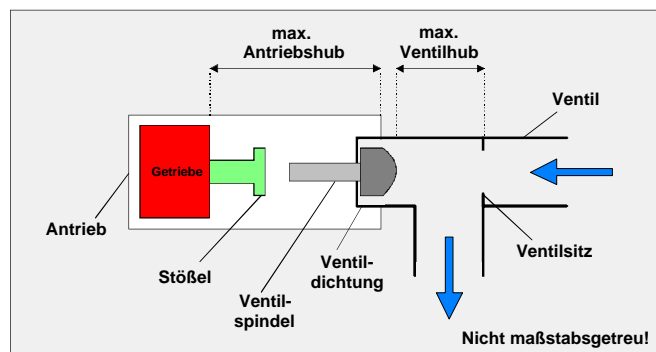 max.
Antriebshub
max.
Ventilhub
Ventil
Getriebe
Antrieb
Stößel
Ventil-
spindel
Ventil-
dichtung
Ventilsitz
Nicht maßstabsgetreu!